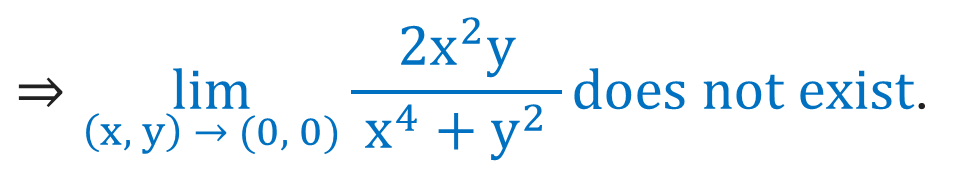 ⇒ lim 2x²y / x⁴ + y² does not exist.
(x, y) → (0, 0)